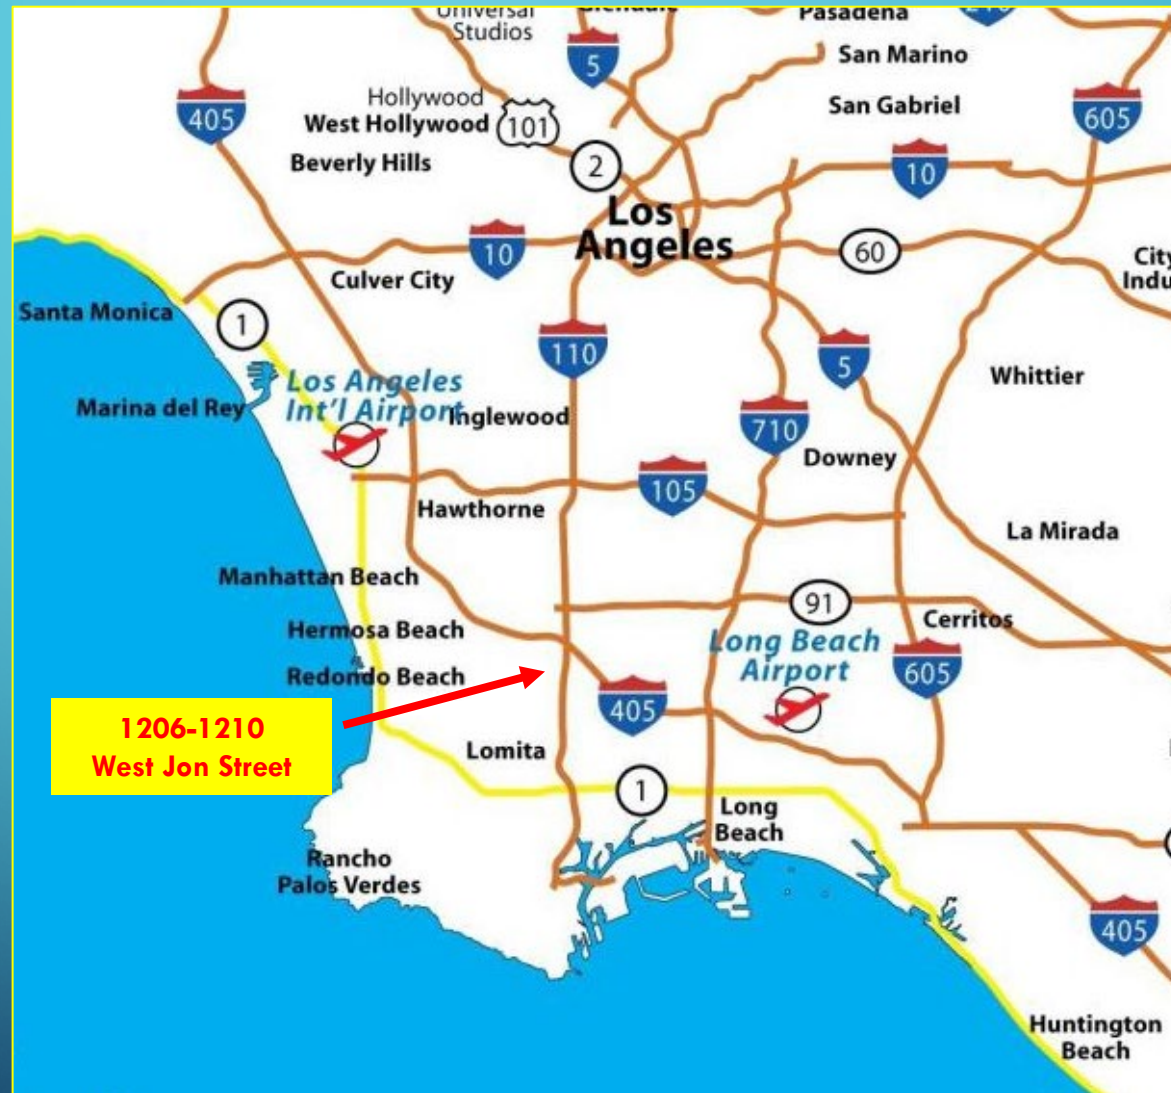 Universal
Studios
Glendale
Pasadena
210
5
San Marino
Hollywood
West Hollywood
101
San Gabriel
405
605
Beverly Hills
2
10
Los
Angeles
10
60
City
Indu
Culver City
Santa Monica
1
110
5
Whittier
Los Angeles
Int'l Airport
Marina del Rey
Inglewood
710
Downey
105
Hawthorne
La Mirada
Manhattan Beach
91
Cerritos
Hermosa Beach
Long Beach
Airport
Redondo Beach
605
405
1206-1210
West Jon Street
Lomita
1
Long
Beach
Rancho
Palos Verdes
405
Huntington
Beach